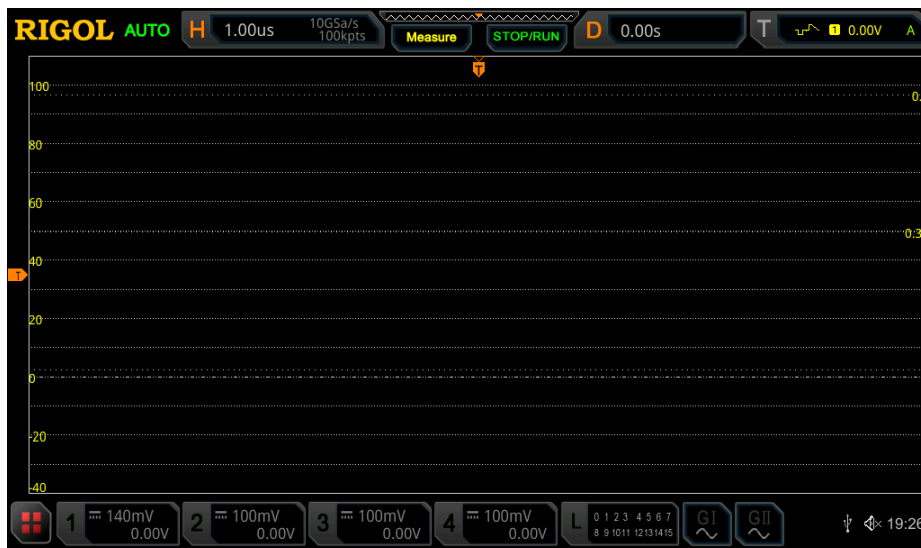 RIGOL AUTO H 1.00us 10GSa/s 100kpts Measure STOP/RUN D 0.00s T 1 0.00V A
T
100
0.
80
60
0.3
40
T
20
0
-20
-40
1 140mV 0.00V 2 100mV 0.00V 3 100mV 0.00V 4 100mV 0.00V L 0 1 2 3 4 5 6 7 8 9 10 11 12 13 14 15 GI GII 19:26